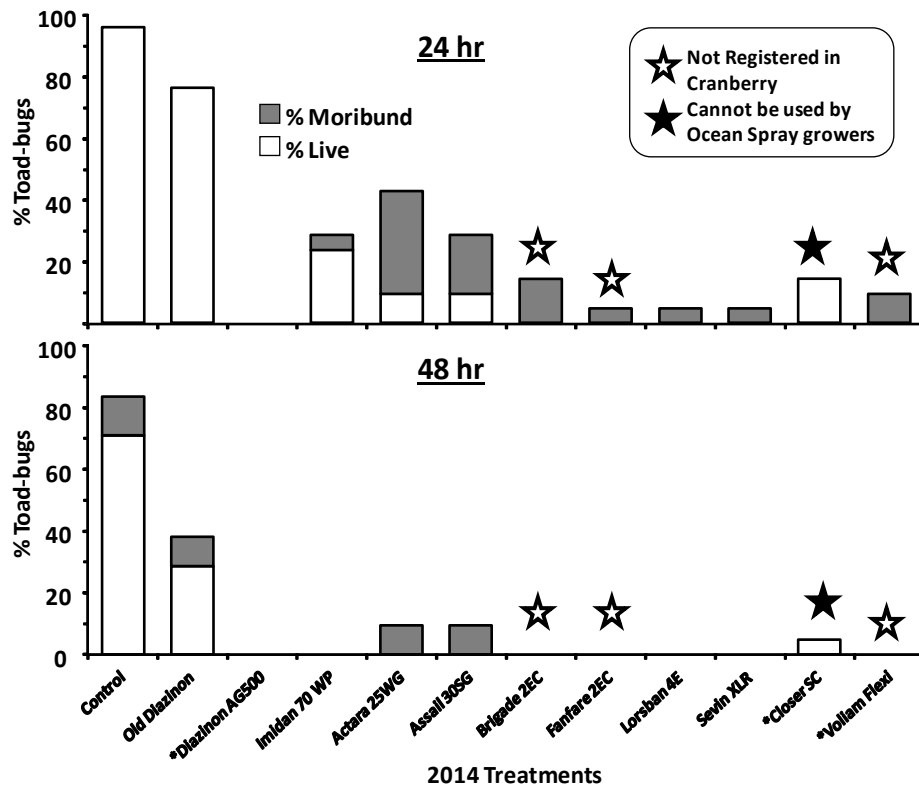 100
80
60
40
20
% Toad-bugs
24 hr
% Moribund
% Live
Not Registered in
Cranberry
Cannot be used by
Ocean Spray growers
100
80
60
40
20
0
% Toad-bugs
48 hr
Control
Old Diazinon
*Diazinon AG500
Imidan 70 WP
Actara 25WG
Assail 30SG
Brigade 2EC
Fanfare 2EC
Lorsban 4E
Sevin XLR
*Closer SC
*Voliam Flexi
2014 Treatments